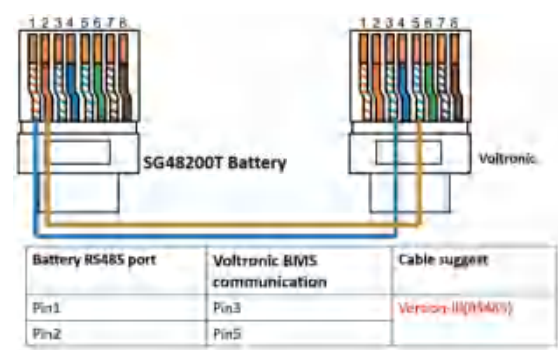 1 2 3 4 5 6 7 8
1 2 3 4 5 6 7 8
SG48200T Battery
Voltronic
Battery RS485 port
Voltronic BMS communication
Cable suggest
Pin1
Pin3
Version-III(RS485)
Pin2
Pin5